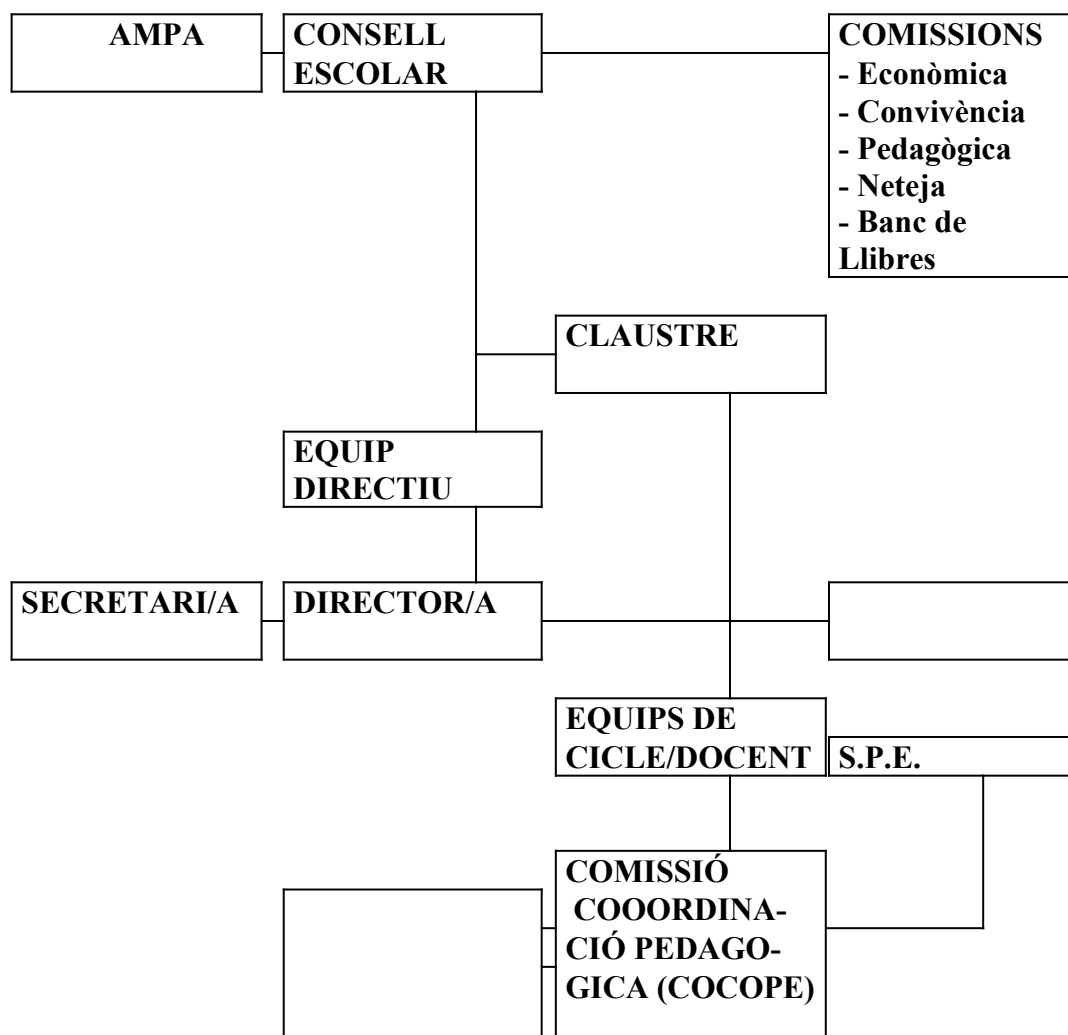 AMPA
CONSELL
ESCOLAR
COMISSIONS
- Econòmica
- Convivència
- Pedagògica
- Neteja
- Banc de
Llibres
CLAUSTRE
EQUIP
DIRECTIU
SECRETARI/A
DIRECTOR/A
EQUIPS DE
CICLE/DOCENT
S.P.E.
COMISSIÓ
COOORDINA-
CIÓ PEDAGO-
GICA (COCOPE)